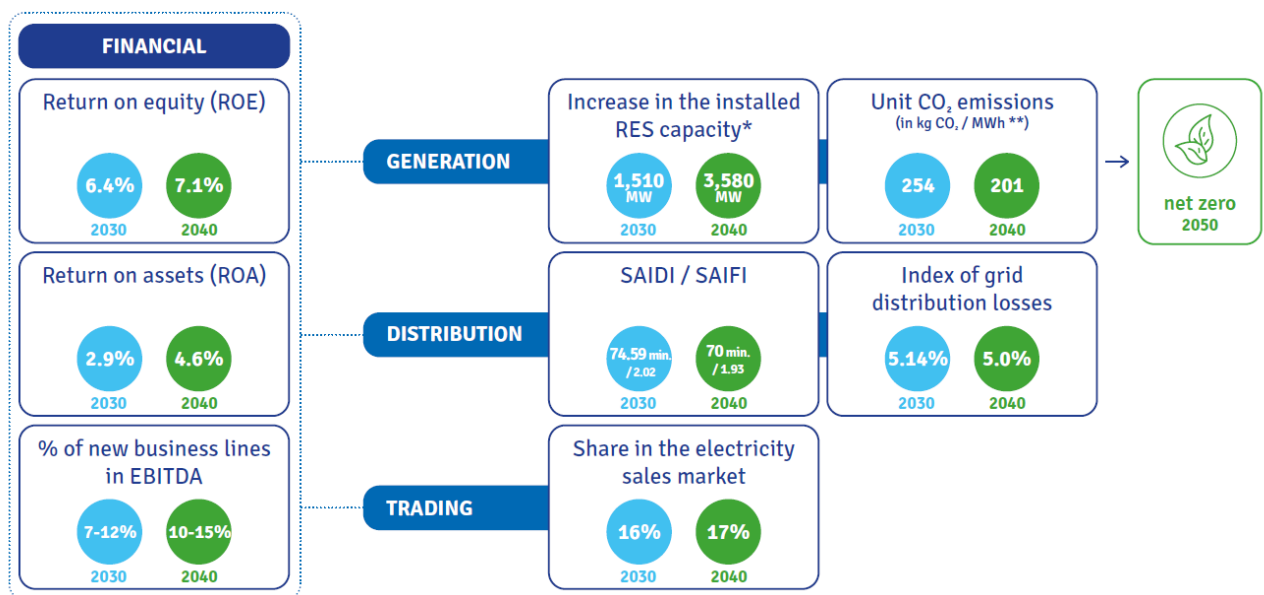 FINANCIAL
Return on equity (ROE)
6.4%
7.1%
2030
2040
Return on assets (ROA)
2.9%
4.6%
2030
2040
% of new business lines
in EBITDA
7-12%
10-15%
2030
2040
GENERATION
Increase in the installed
RES capacity*
1,510
MW
3,580
MW
2030
2040
Unit CO₂ emissions
(in kg CO₂ / MWh **)
254
201
2030
2040
net zero
2050
DISTRIBUTION
SAIDI / SAIFI
74.59 min.
/ 2.02
70 min.
/ 1.93
2030
2040
Index of grid
distribution losses
5.14%
5.0%
2030
2040
TRADING
Share in the electricity
sales market
16%
17%
2030
2040